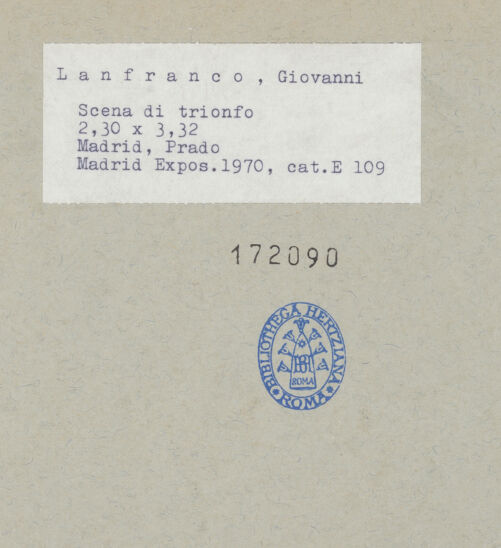 L a n f r a n c o , Giovanni
Scena di trionfo
2,30 x 3,32
Madrid, Prado
Madrid Expos.1970, cat.E 109
172090
BIBLIOTHECA HERTZIANA
BH
ROMA
ROMA